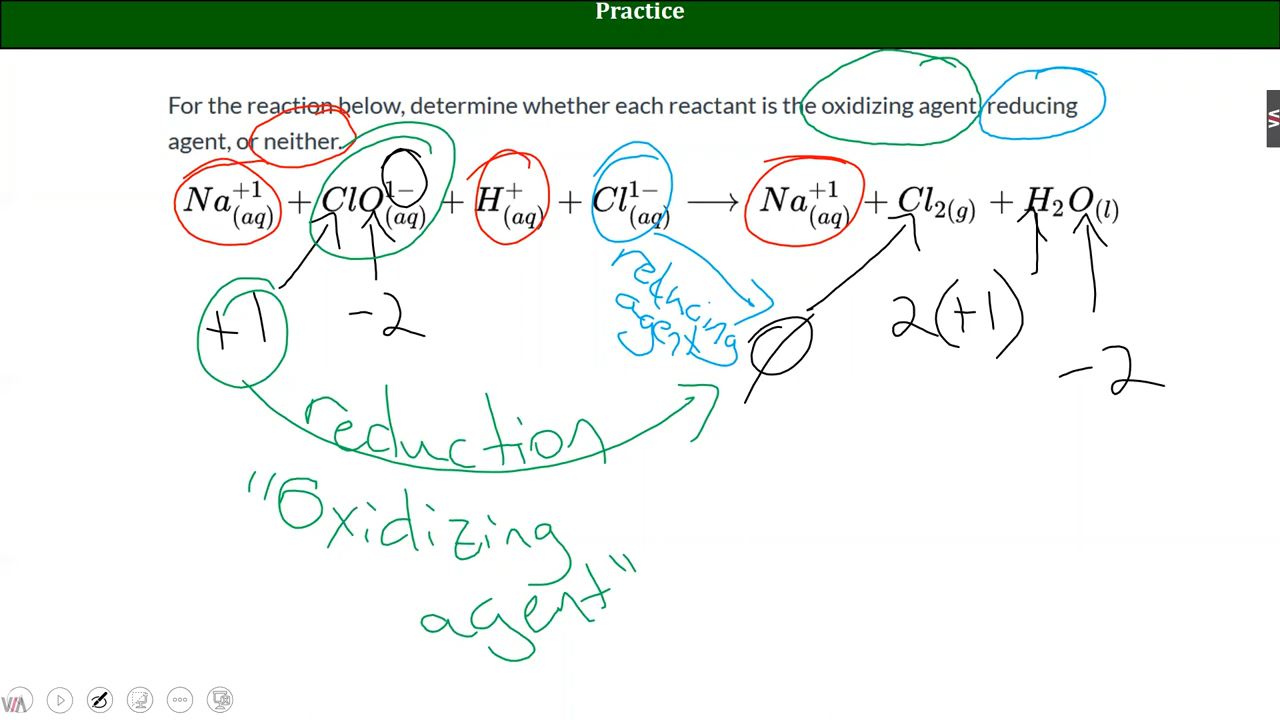 Practice
For the reaction below, determine whether each reactant is the oxidizing agent, reducing
agent, or neither.
Na⁺¹(aq) + ClO¹⁻(aq) + H⁺(aq) + Cl¹⁻(aq) ⟶ Na⁺¹(aq) + Cl₂(g) + H₂O(l)
+1
-2
reducing
agent
0
2(+1)
-2
reduction
"Oxidizing
agent"
VIA